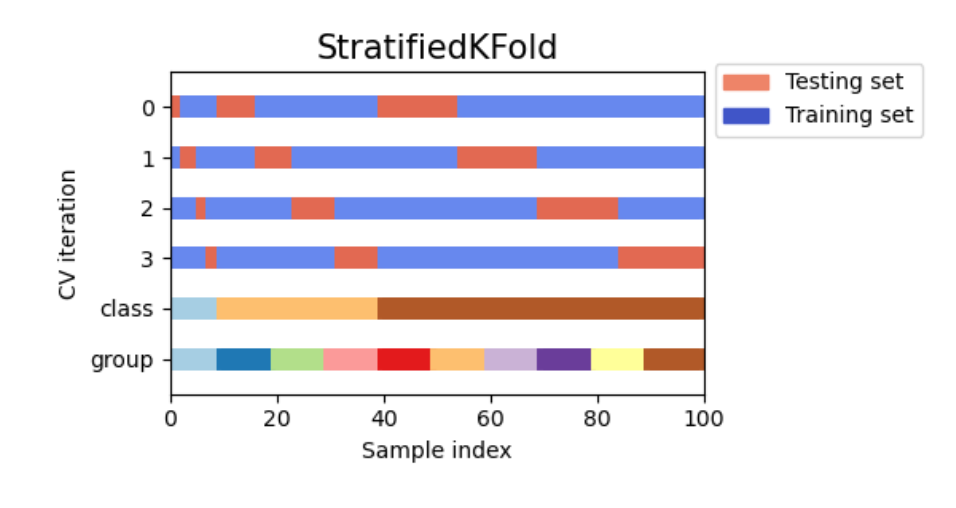 StratifiedKFold
Testing set
Training set
0
1
2
3
class
group
CV iteration
0 20 40 60 80 100
Sample index